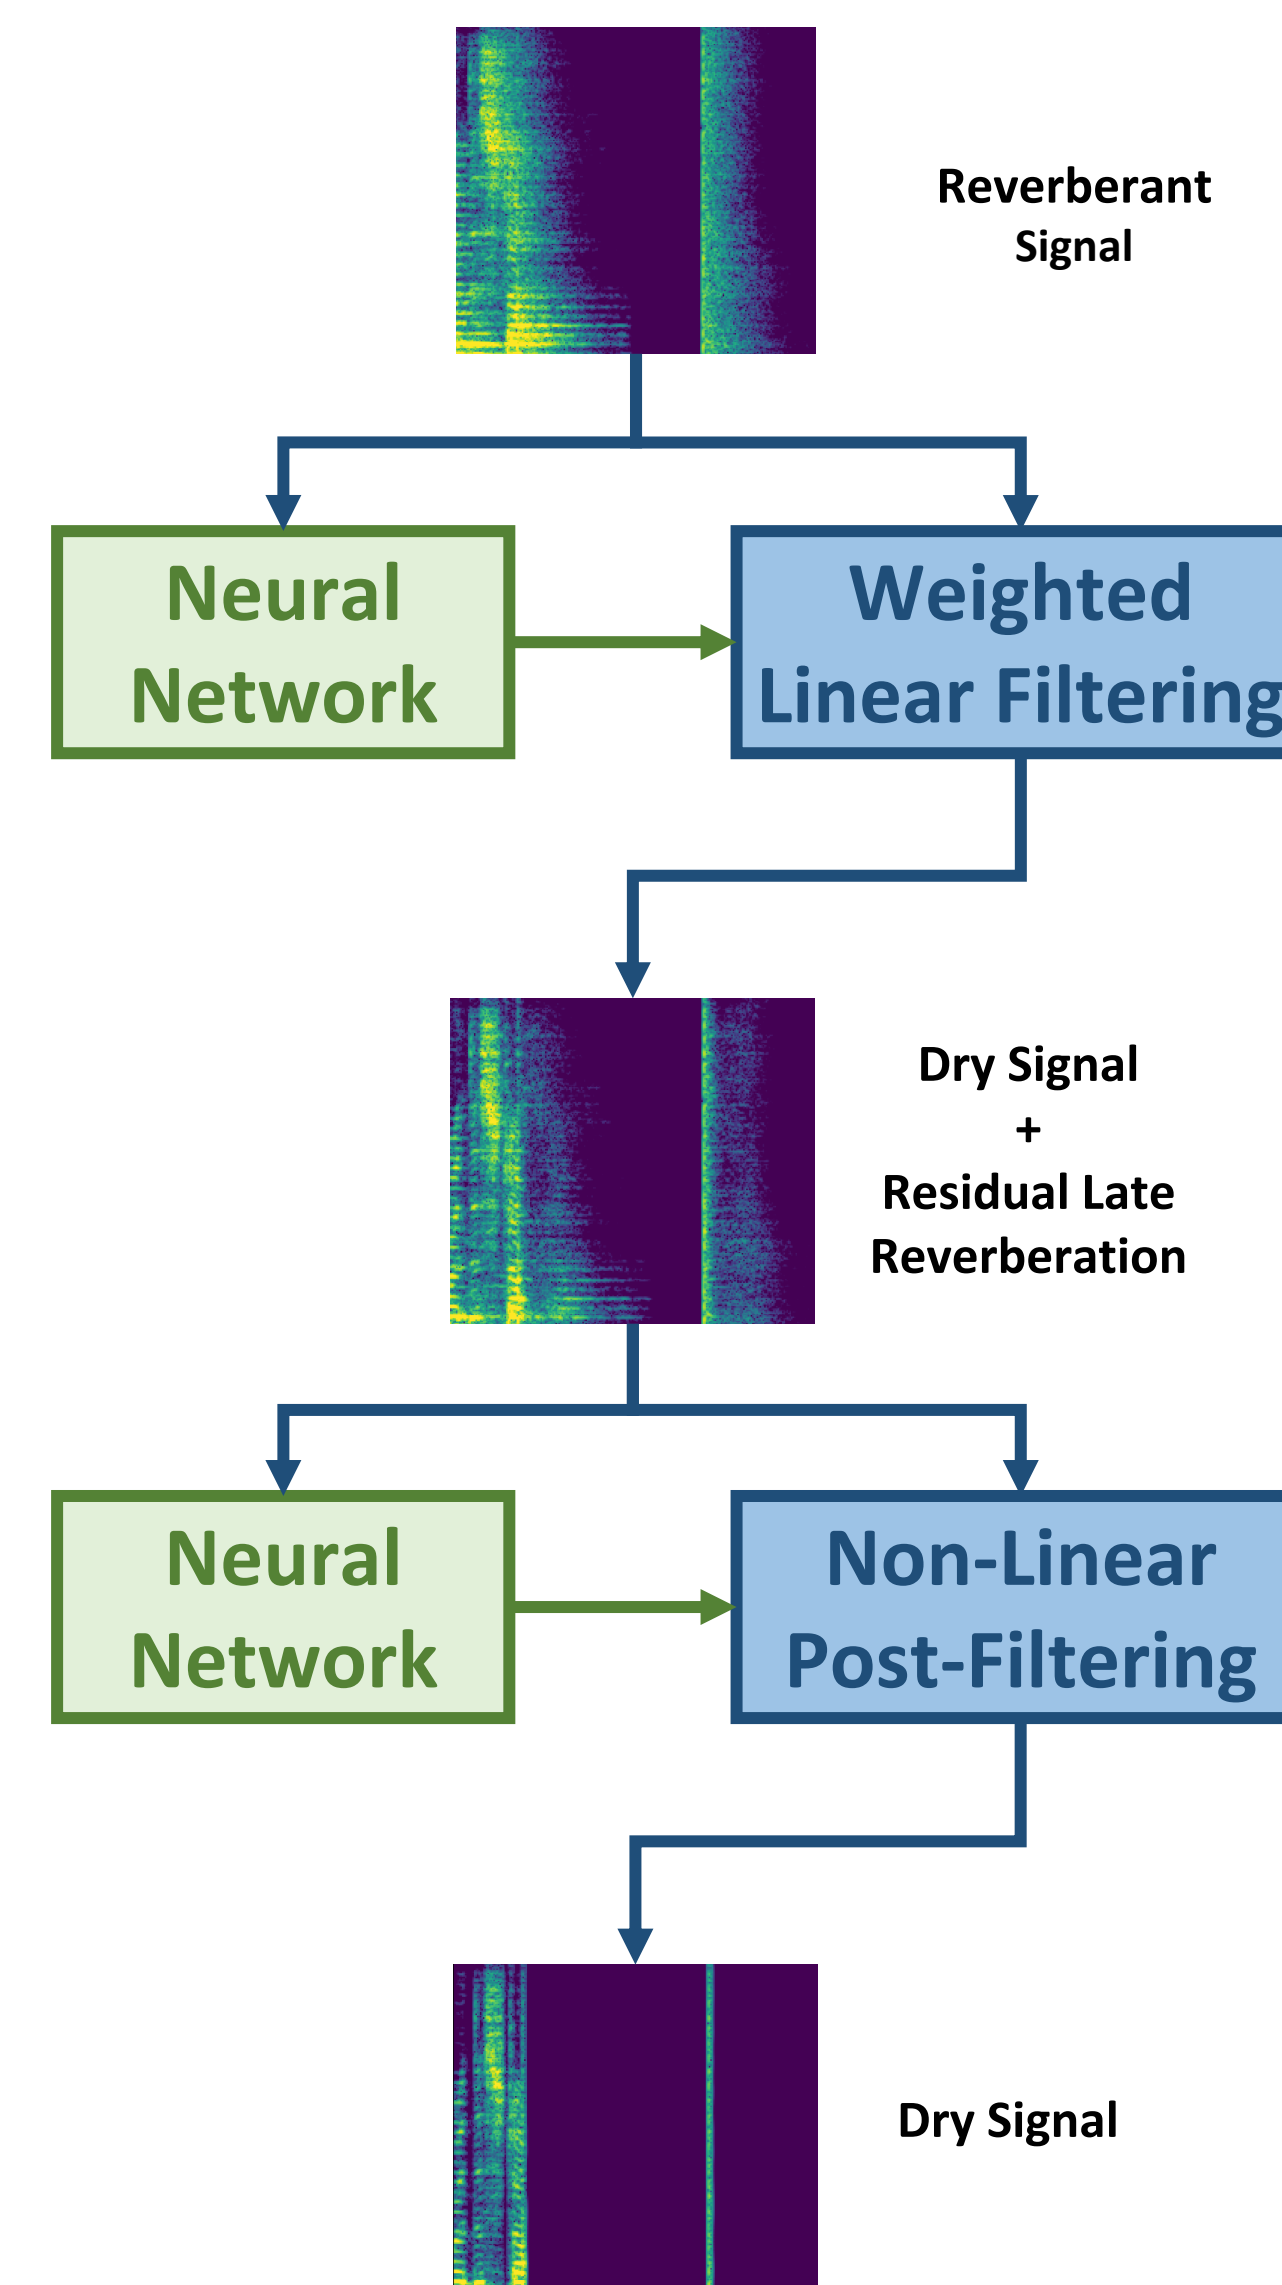 Reverberant
Signal
Neural
Network
Weighted
Linear Filtering
Dry Signal
+
Residual Late
Reverberation
Neural
Network
Non-Linear
Post-Filtering
Dry Signal